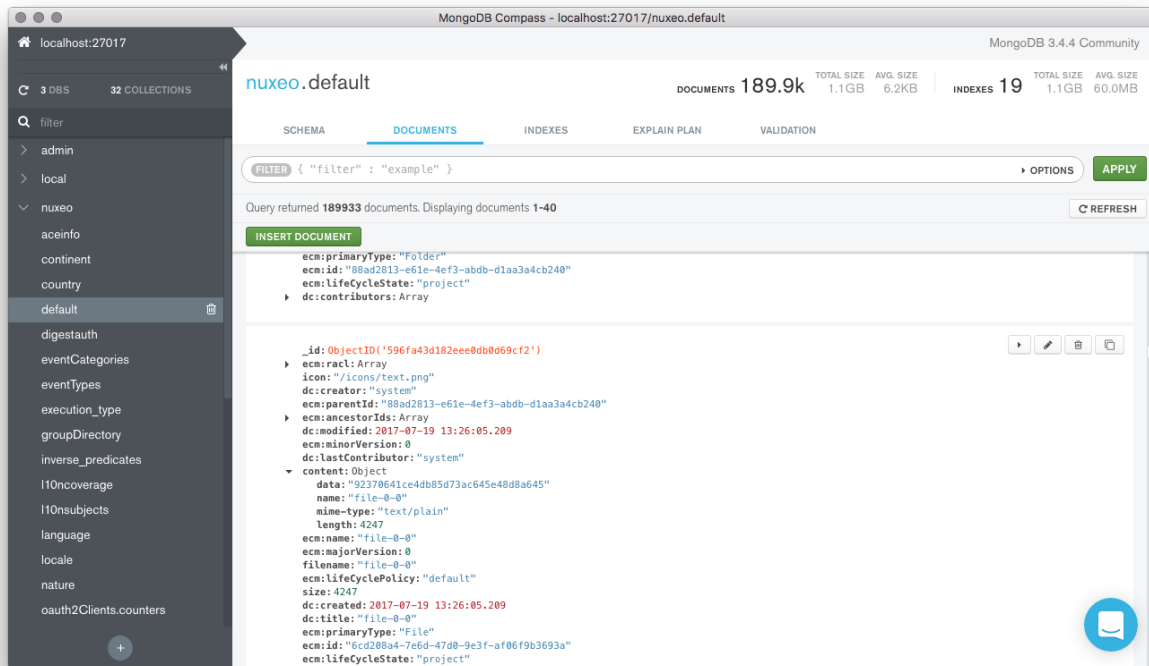 MongoDB Compass - localhost:27017/nuxeo.default
localhost:27017
MongoDB 3.4.4 Community
3 DBS 32 COLLECTIONS
filter
admin
local
nuxeo
aceinfo
continent
country
default
digestauth
eventCategories
eventTypes
execution_type
groupDirectory
inverse_predicates
l10ncoverage
l10nsubjects
language
locale
nature
oauth2Clients.counters
nuxeo.default
DOCUMENTS 189.9k TOTAL SIZE 1.1GB AVG. SIZE 6.2KB
INDEXES 19 TOTAL SIZE 1.1GB AVG. SIZE 60.0MB
SCHEMA DOCUMENTS INDEXES EXPLAIN PLAN VALIDATION
FILTER { "filter" : "example" } OPTIONS APPLY
Query returned 189933 documents. Displaying documents 1-40 REFRESH
INSERT DOCUMENT
ecm:primaryType: "Folder"
ecm:id: "88ad2813-e61e-4ef3-abdb-d1aa3a4cb240"
ecm:lifeCycleState: "project"
dc:contributors: Array
_id: ObjectID('596fa43d182eee0db0d69cf2')
ecm:racl: Array
icon: "/icons/text.png"
dc:creator: "system"
ecm:parentId: "88ad2813-e61e-4ef3-abdb-d1aa3a4cb240"
ecm:ancestorIds: Array
dc:modified: 2017-07-19 13:26:05.209
ecm:minorVersion: 0
dc:lastContributor: "system"
content: Object
data: "92370641ce4db85d73ac645e48d8a645"
name: "file-0-0"
mime-type: "text/plain"
length: 4247
ecm:name: "file-0-0"
ecm:majorVersion: 0
filename: "file-0-0"
ecm:lifeCyclePolicy: "default"
size: 4247
dc:created: 2017-07-19 13:26:05.209
dc:title: "file-0-0"
ecm:primaryType: "File"
ecm:id: "6cd208a4-7e6d-47d0-9e3f-af06f9b3693a"
ecm:lifeCycleState: "project"